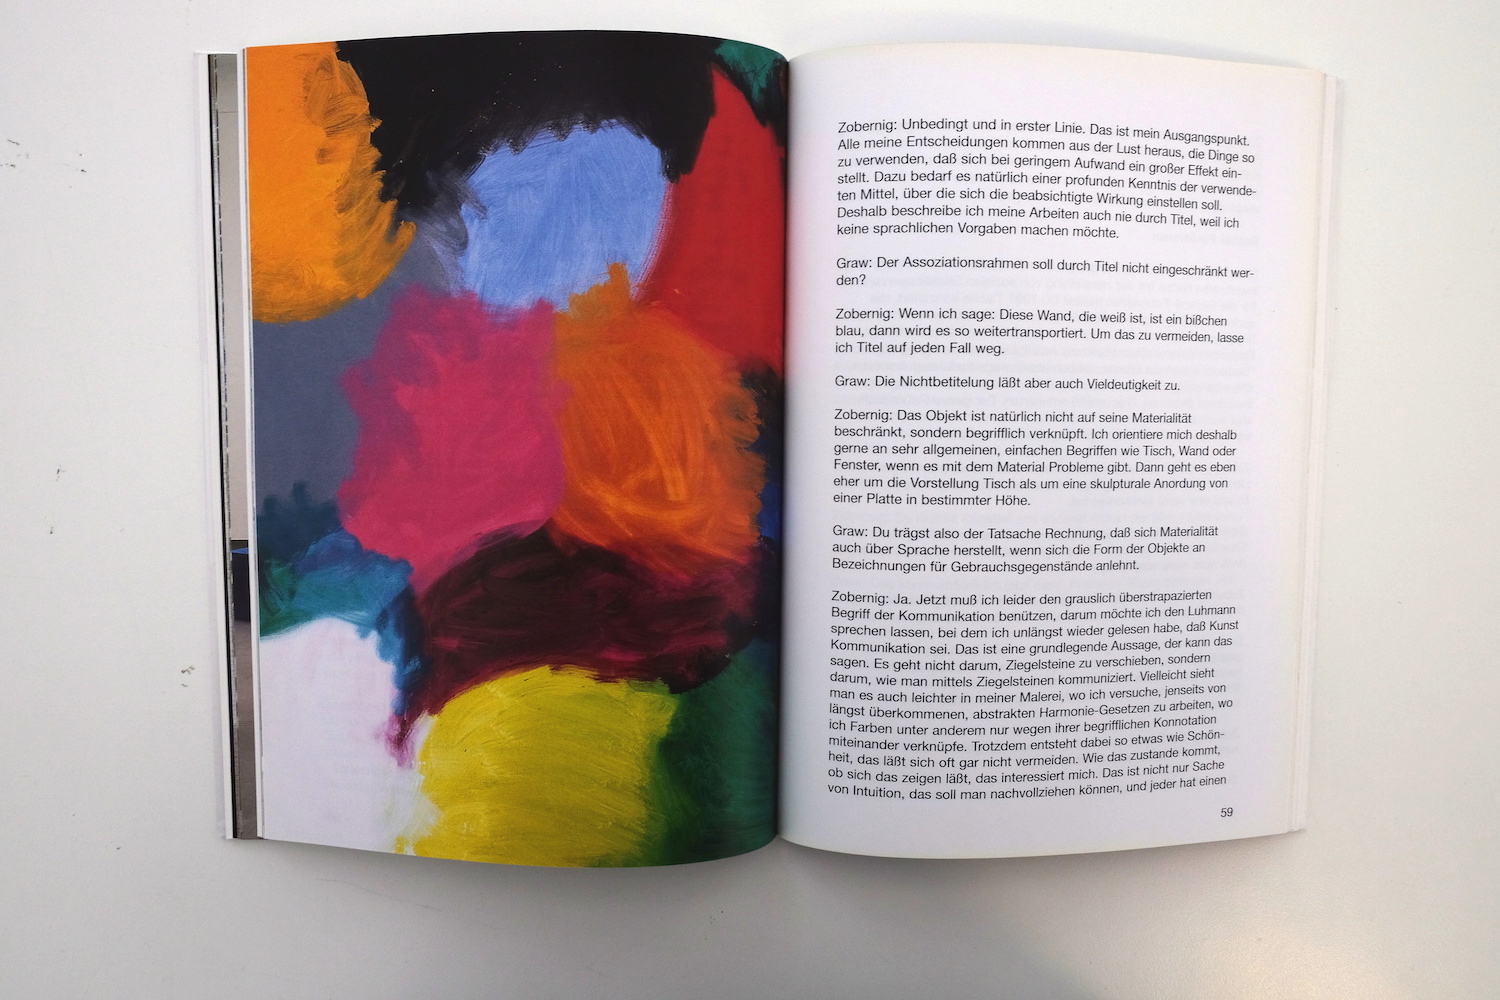 Zobernig: Unbedingt und in erster Linie. Das ist mein Ausgangspunkt.
Alle meine Entscheidungen kommen aus der Lust heraus, die Dinge so
zu verwenden, daß sich bei geringem Aufwand ein großer Effekt ein-
stellt. Dazu bedarf es natürlich einer profunden Kenntnis der verwende-
ten Mittel, über die sich die beabsichtigte Wirkung einstellen soll.
Deshalb beschreibe ich meine Arbeiten auch nie durch Titel, weil ich
keine sprachlichen Vorgaben machen möchte.
Graw: Der Assoziationsrahmen soll durch Titel nicht eingeschränkt wer-
den?
Zobernig: Wenn ich sage: Diese Wand, die weiß ist, ist ein bißchen
blau, dann wird es so weitertransportiert. Um das zu vermeiden, lasse
ich Titel auf jeden Fall weg.
Graw: Die Nichtbetitelung läßt aber auch Vieldeutigkeit zu.
Zobernig: Das Objekt ist natürlich nicht auf seine Materialität
beschränkt, sondern begrifflich verknüpft. Ich orientiere mich deshalb
gerne an sehr allgemeinen, einfachen Begriffen wie Tisch, Wand oder
Fenster, wenn es mit dem Material Probleme gibt. Dann geht es eben
eher um die Vorstellung Tisch als um eine skulpturale Anordung von
einer Platte in bestimmter Höhe.
Graw: Du trägst also der Tatsache Rechnung, daß sich Materialität
auch über Sprache herstellt, wenn sich die Form der Objekte an
Bezeichnungen für Gebrauchsgegenstände anlehnt.
Zobernig: Ja. Jetzt muß ich leider den grauslich überstrapazierten
Begriff der Kommunikation benützen, darum möchte ich den Luhmann
sprechen lassen, bei dem ich unlängst wieder gelesen habe, daß Kunst
Kommunikation sei. Das ist eine grundlegende Aussage, der kann das
sagen. Es geht nicht darum, Ziegelsteine zu verschieben, sondern
darum, wie man mittels Ziegelsteinen kommuniziert. Vielleicht sieht
man es auch leichter in meiner Malerei, wo ich versuche, jenseits von
längst überkommenen, abstrakten Harmonie-Gesetzen zu arbeiten, wo
ich Farben unter anderem nur wegen ihrer begrifflichen Konnotation
miteinander verknüpfe. Trotzdem entsteht dabei so etwas wie Schön-
heit, das läßt sich oft gar nicht vermeiden. Wie das zustande kommt,
ob sich das zeigen läßt, das interessiert mich. Das ist nicht nur Sache
von Intuition, das soll man nachvollziehen können, und jeder hat einen
59